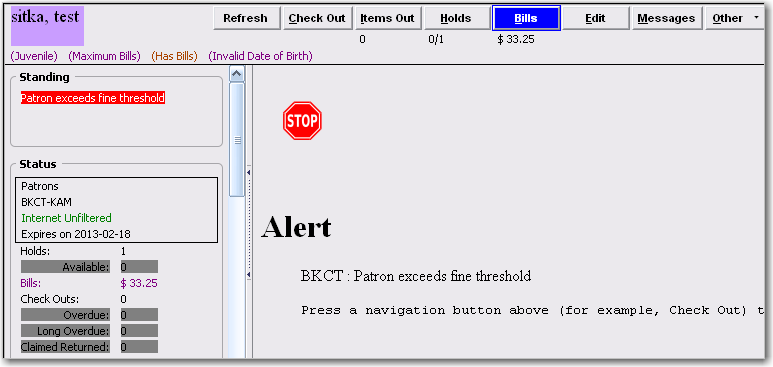 sitka, test
Refresh Check Out Items Out Holds Bills Edit Messages Other
0 0/1 $ 33.25
(Juvenile) (Maximum Bills) (Has Bills) (Invalid Date of Birth)
Standing
Patron exceeds fine threshold
STOP
Status
Patrons
BKCT-KAM
Internet Unfiltered
Expires on 2013-02-18
Holds: 1
Available: 0
Bills: $ 33.25
Check Outs: 0
Overdue: 0
Long Overdue: 0
Claimed Returned: 0
Alert
BKCT : Patron exceeds fine threshold
Press a navigation button above (for example, Check Out) t